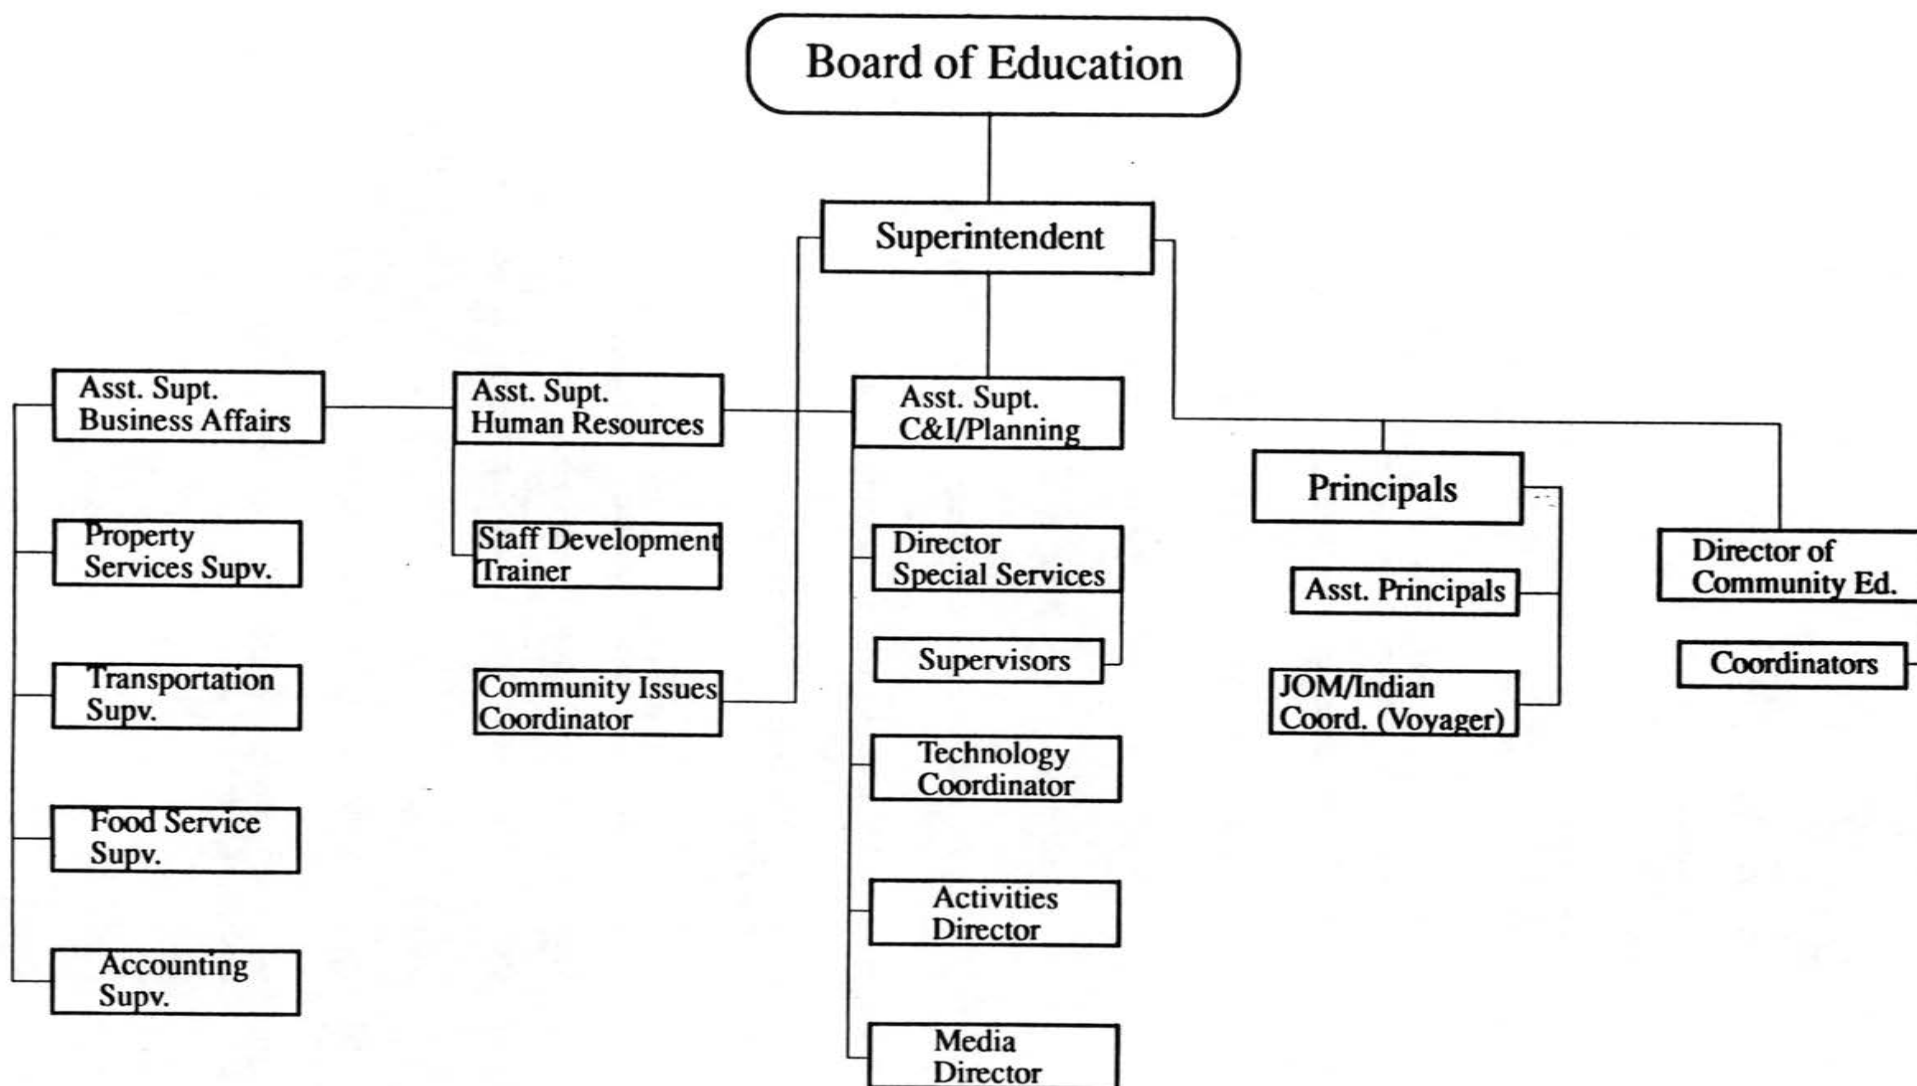 Board of Education
Superintendent
Asst. Supt.
Business Affairs
Asst. Supt.
Human Resources
Asst. Supt.
C&I/Planning
Principals
Director of
Community Ed.
Property
Services Supv.
Staff Development
Trainer
Director
Special Services
Asst. Principals
Supervisors
Coordinators
Transportation
Supv.
Community Issues
Coordinator
JOM/Indian
Coord. (Voyager)
Technology
Coordinator
Food Service
Supv.
Activities
Director
Accounting
Supv.
Media
Director